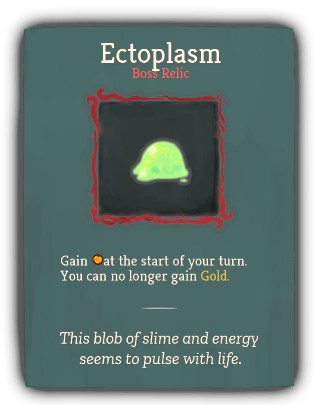 Ectoplasm
Boss Relic
Gain at the start of your turn.
You can no longer gain Gold.
This blob of slime and energy
seems to pulse with life.